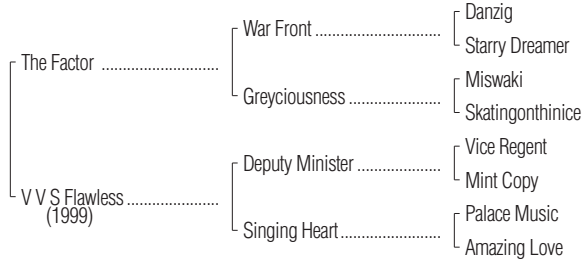 Danzig
War Front
Starry Dreamer
The Factor
Miswaki
Greyciousness
Skatingonthinice
Vice Regent
Deputy Minister
Mint Copy
V V S Flawless
(1999)
Palace Music
Singing Heart
Amazing Love